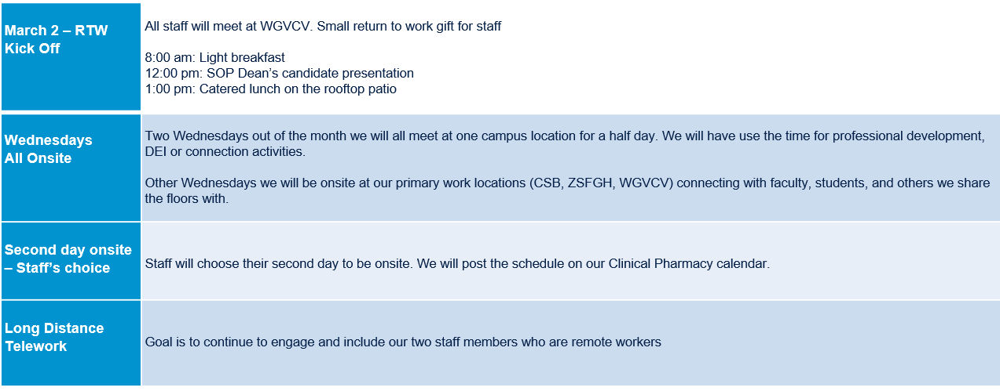 March 2 – RTW
Kick Off
All staff will meet at WGVCV. Small return to work gift for staff
8:00 am: Light breakfast
12:00 pm: SOP Dean’s candidate presentation
1:00 pm: Catered lunch on the rooftop patio
Wednesdays
All Onsite
Two Wednesdays out of the month we will all meet at one campus location for a half day. We will have use the time for professional development,
DEI or connection activities.
Other Wednesdays we will be onsite at our primary work locations (CSB, ZSFGH, WGVCV) connecting with faculty, students, and others we share
the floors with.
Second day onsite
– Staff’s choice
Staff will choose their second day to be onsite. We will post the schedule on our Clinical Pharmacy calendar.
Long Distance
Telework
Goal is to continue to engage and include our two staff members who are remote workers